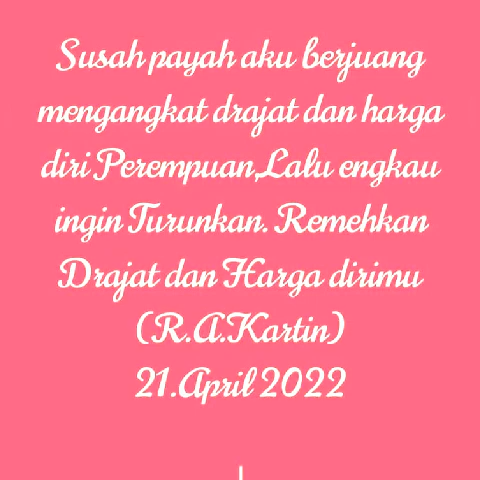 Susah payah aku berjuang
mengangkat drajat dan harga
diri Perempuan,Lalu engkau
ingin Turunkan. Remehkan
Drajat dan Harga dirimu
(R.A.Kartin)
21.April 2022